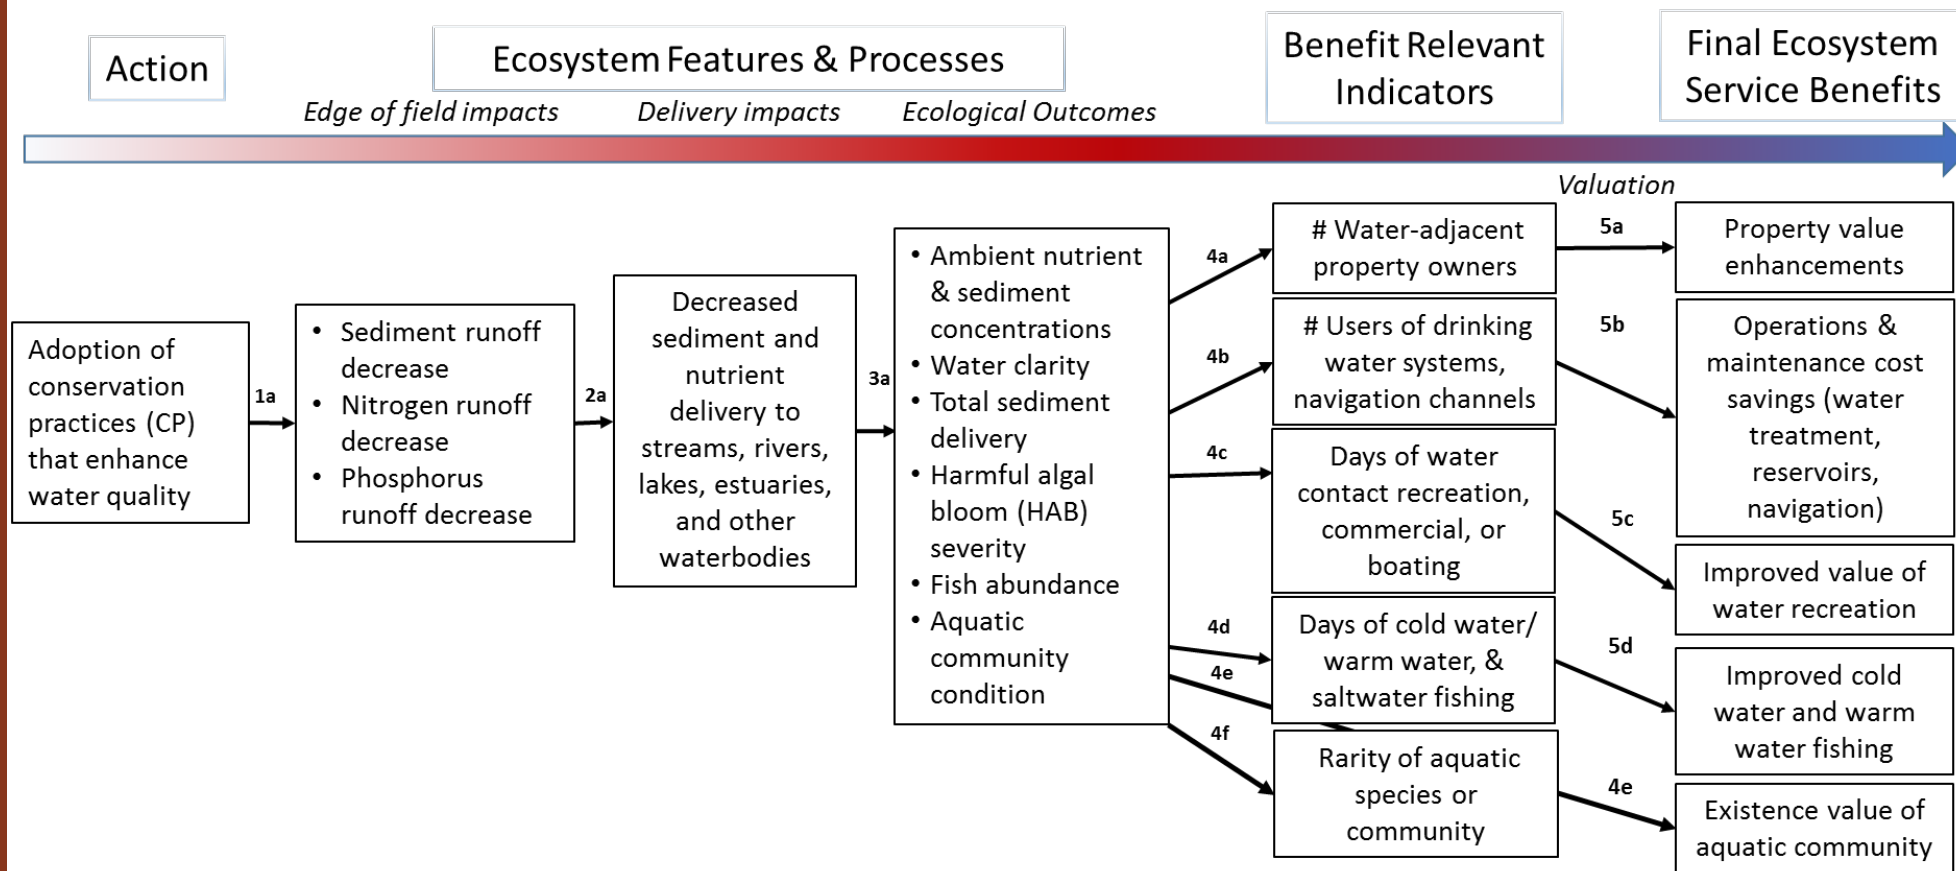 Action
Ecosystem Features & Processes
Benefit Relevant
Indicators
Final Ecosystem
Service Benefits
Edge of field impacts
Delivery impacts
Ecological Outcomes
Valuation
Adoption of
conservation
practices (CP)
that enhance
water quality
1a
• Sediment runoff
decrease
• Nitrogen runoff
decrease
• Phosphorus
runoff decrease
2a
Decreased
sediment and
nutrient
delivery to
streams, rivers,
lakes, estuaries,
and other
waterbodies
3a
• Ambient nutrient
& sediment
concentrations
• Water clarity
• Total sediment
delivery
• Harmful algal
bloom (HAB)
severity
• Fish abundance
• Aquatic
community
condition
4a
4b
4c
4d
4e
4f
# Water-adjacent
property owners
# Users of drinking
water systems,
navigation channels
Days of water
contact recreation,
commercial, or
boating
Days of cold water/
warm water, &
saltwater fishing
Rarity of aquatic
species or
community
5a
5b
5c
5d
4e
Property value
enhancements
Operations &
maintenance cost
savings (water
treatment,
reservoirs,
navigation)
Improved value of
water recreation
Improved cold
water and warm
water fishing
Existence value of
aquatic community